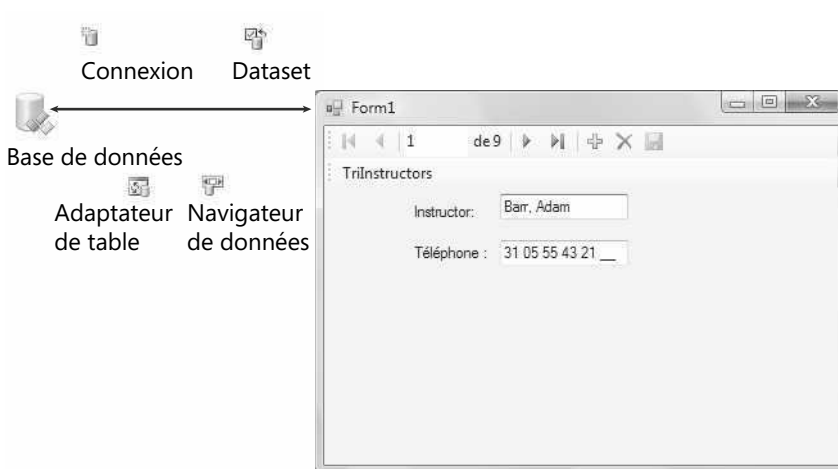 Connexion
Dataset
Base de données
Adaptateur
de table
Navigateur
de données
Form1
1 de 9
TriInstructors
Instructor: Barr, Adam
Téléphone : 31 05 55 43 21 __